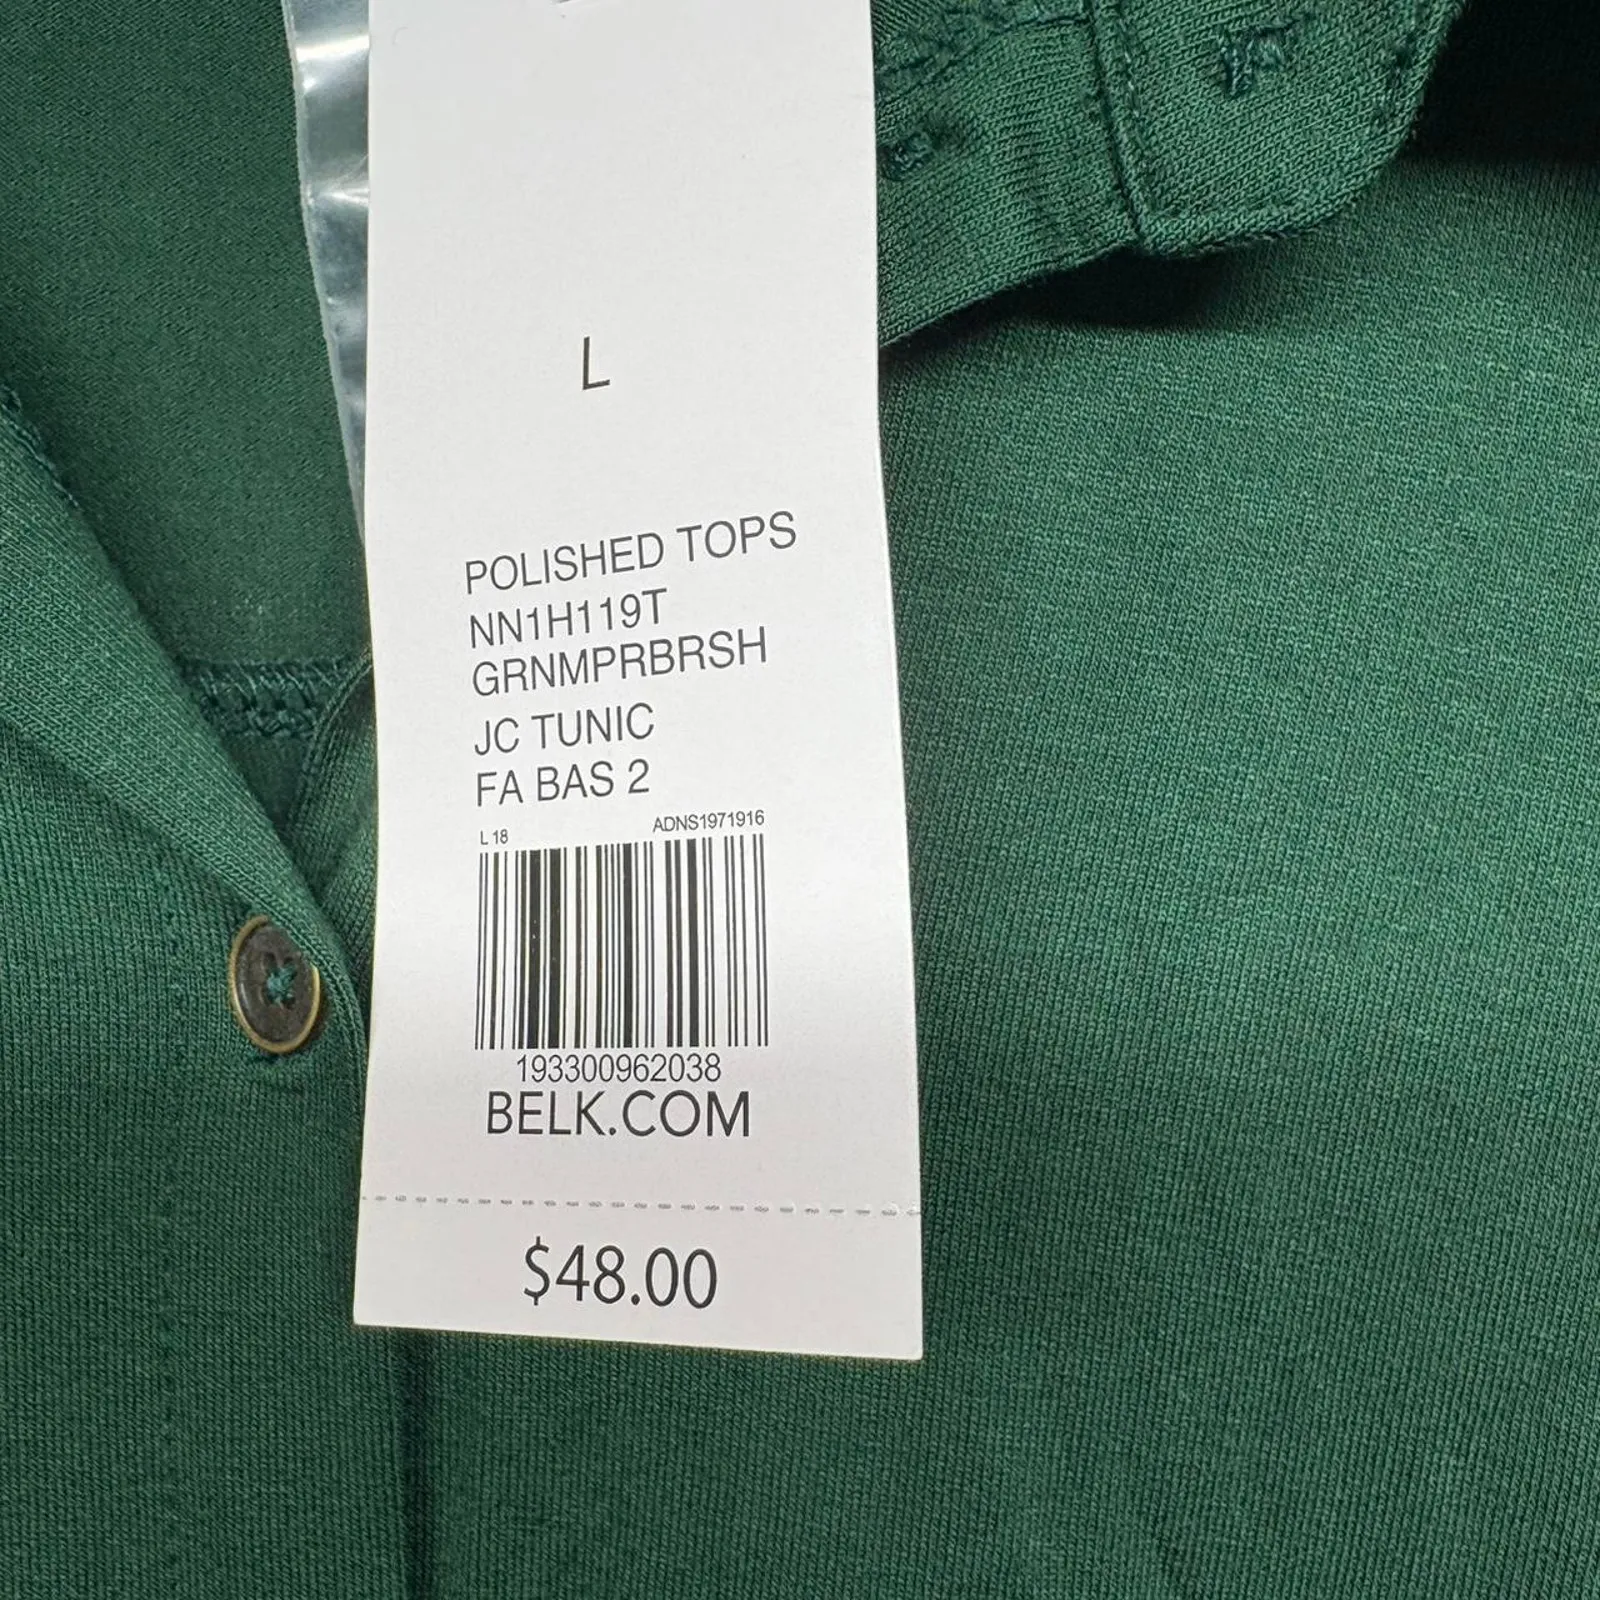 L
POLISHED TOPS
NN1H119T
GRNMPRBRSH
JC TUNIC
FA BAS 2
L 18 ADNS1971916
193300962038
BELK.COM
$48.00